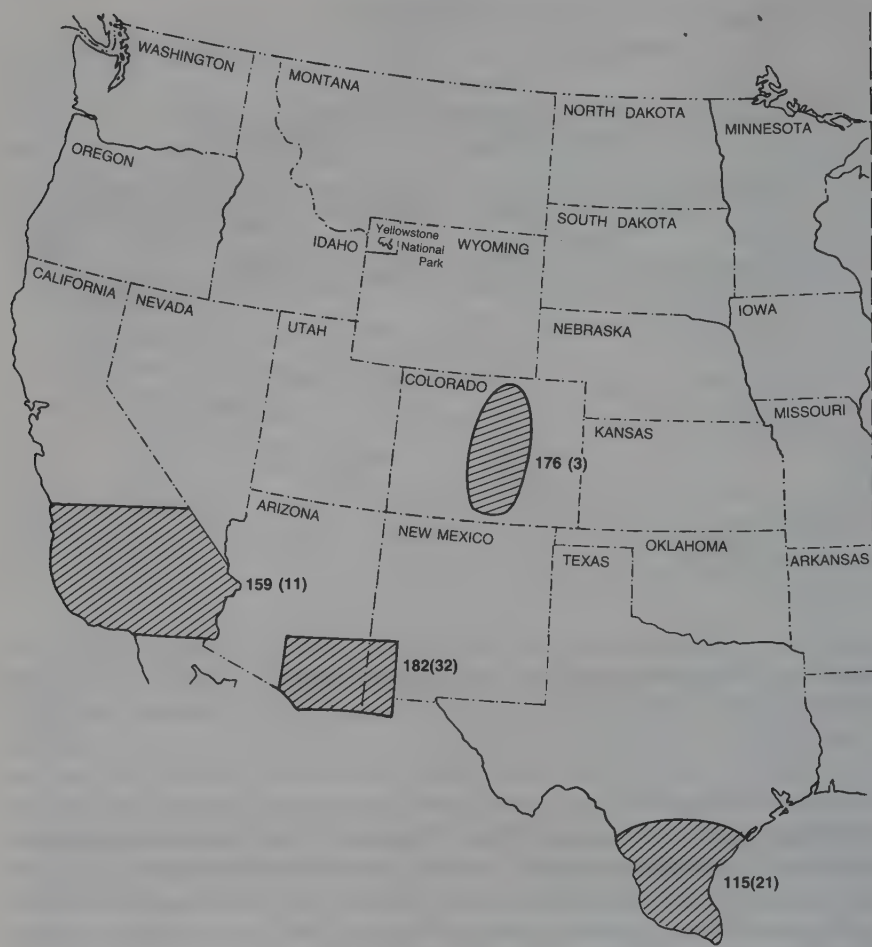 WASHINGTON
MONTANA
NORTH DAKOTA
MINNESOTA
OREGON
SOUTH DAKOTA
IDAHO
Yellowstone
National
Park
WYOMING
CALIFORNIA
NEVADA
UTAH
NEBRASKA
IOWA
COLORADO
MISSOURI
KANSAS
176 (3)
ARIZONA
NEW MEXICO
TEXAS
OKLAHOMA
ARKANSAS
159 (11)
182(32)
115(21)